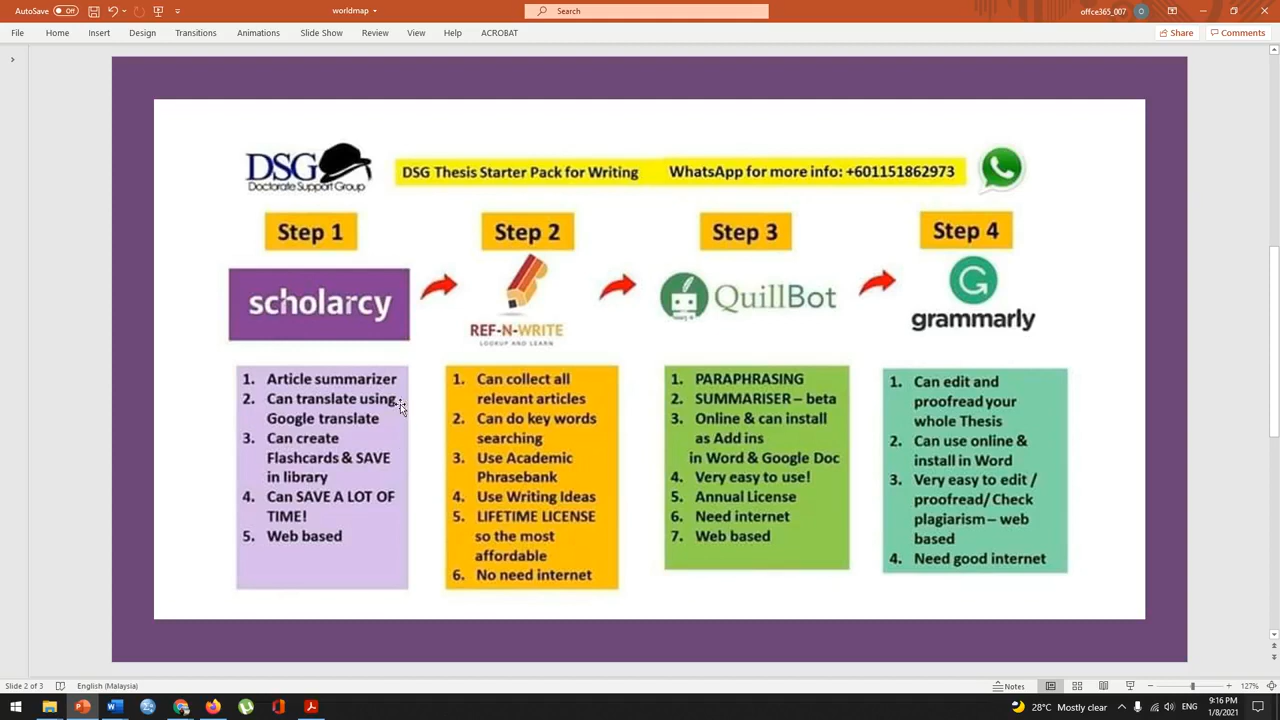 AutoSave Off
worldmap
Search
offce365_007
O
File Home Insert Design Transitions Animations Slide Show Review View Help ACROBAT
Share Comments
DSG
Doctorate Support Group
DSG Thesis Starter Pack for Writing WhatsApp for more info: +601151862973
Step 1
scholarcy
1. Article summarizer
2. Can translate using
Google translate
3. Can create
Flashcards & SAVE
in library
4. Can SAVE A LOT OF
TIME!
5. Web based
Step 2
REF-N-WRITE
LOOKUP AND LEARN
1. Can collect all
relevant articles
2. Can do key words
searching
3. Use Academic
Phrasebank
4. Use Writing Ideas
5. LIFETIME LICENSE
so the most
affordable
6. No need internet
Step 3
QuillBot
1. PARAPHRASING
2. SUMMARISER – beta
3. Online & can install
as Add ins
in Word & Google Doc
4. Very easy to use!
5. Annual License
6. Need internet
7. Web based
Step 4
grammarly
1. Can edit and
proofread your
whole Thesis
2. Can use online &
install in Word
3. Very easy to edit /
proofread/ Check
plagiarism – web
based
4. Need good internet
Slide 2 of 3 English (Malaysia)
Notes
127%
28°C Mostly clear
ENG
9:16 PM
1/8/2021